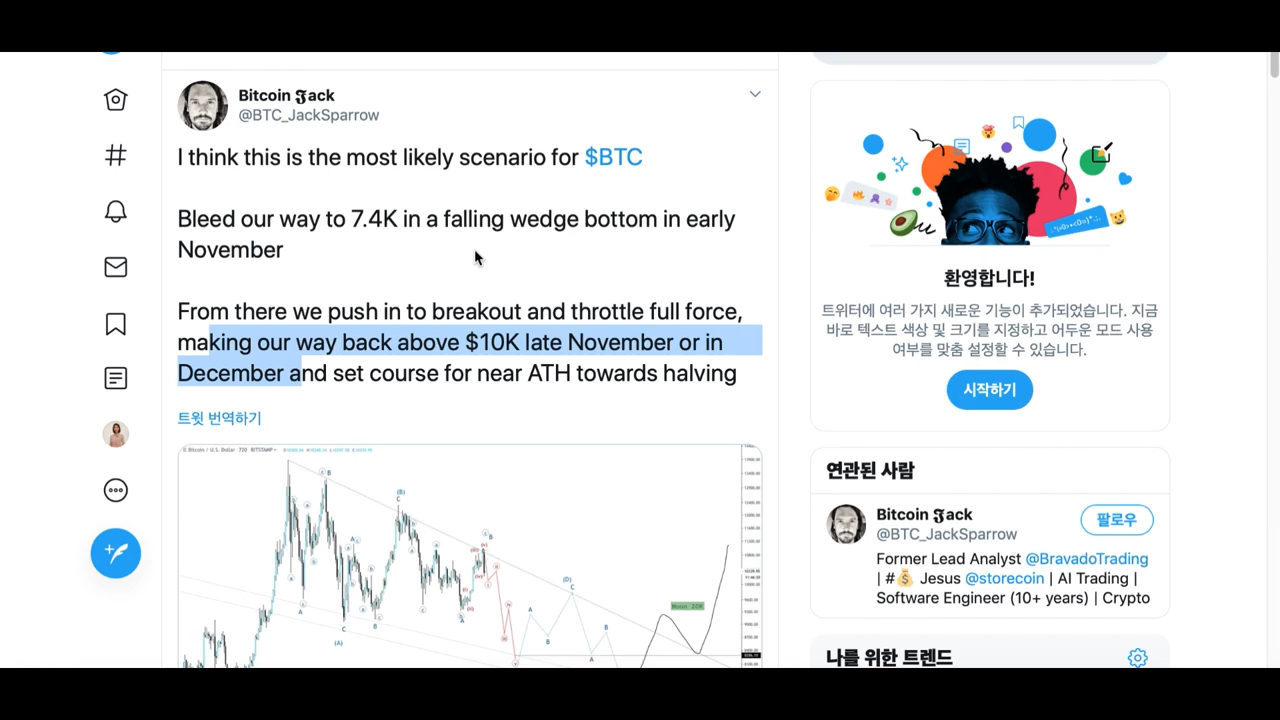 Bitcoin 𝕵ack
@BTC_JackSparrow
I think this is the most likely scenario for $BTC
Bleed our way to 7.4K in a falling wedge bottom in early
November
From there we push in to breakout and throttle full force,
making our way back above $10K late November or in
December and set course for near ATH towards halving
트윗 번역하기
Bitcoin / U.S. Dollar 720 BITSTAMP
Moon 20K
환영합니다!
트위터에 여러 가지 새로운 기능이 추가되었습니다. 지금
바로 텍스트 색상 및 크기를 지정하고 어두운 모드 사용
여부를 맞춤 설정할 수 있습니다.
시작하기
연관된 사람
Bitcoin 𝕵ack
@BTC_JackSparrow
팔로우
Former Lead Analyst @BravadoTrading
| #💰 Jesus @storecoin | AI Trading |
Software Engineer (10+ years) | Crypto
나를 위한 트렌드